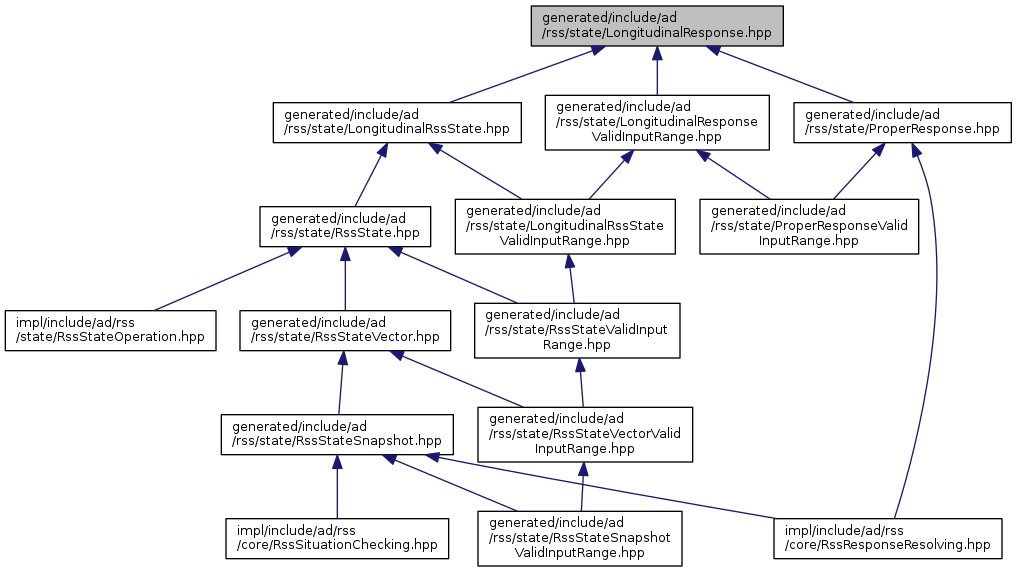 generated/include/ad
/rss/state/LongitudinalResponse.hpp
generated/include/ad
/rss/state/LongitudinalRssState.hpp
generated/include/ad
/rss/state/LongitudinalResponse
ValidInputRange.hpp
generated/include/ad
/rss/state/ProperResponse.hpp
generated/include/ad
/rss/state/RssState.hpp
generated/include/ad
/rss/state/LongitudinalRssState
ValidInputRange.hpp
generated/include/ad
/rss/state/ProperResponseValid
InputRange.hpp
impl/include/ad/rss
/state/RssStateOperation.hpp
generated/include/ad
/rss/state/RssStateVector.hpp
generated/include/ad
/rss/state/RssStateValidInput
Range.hpp
generated/include/ad
/rss/state/RssStateSnapshot.hpp
generated/include/ad
/rss/state/RssStateVectorValid
InputRange.hpp
impl/include/ad/rss
/core/RssSituationChecking.hpp
generated/include/ad
/rss/state/RssStateSnapshot
ValidInputRange.hpp
impl/include/ad/rss
/core/RssResponseResolving.hpp